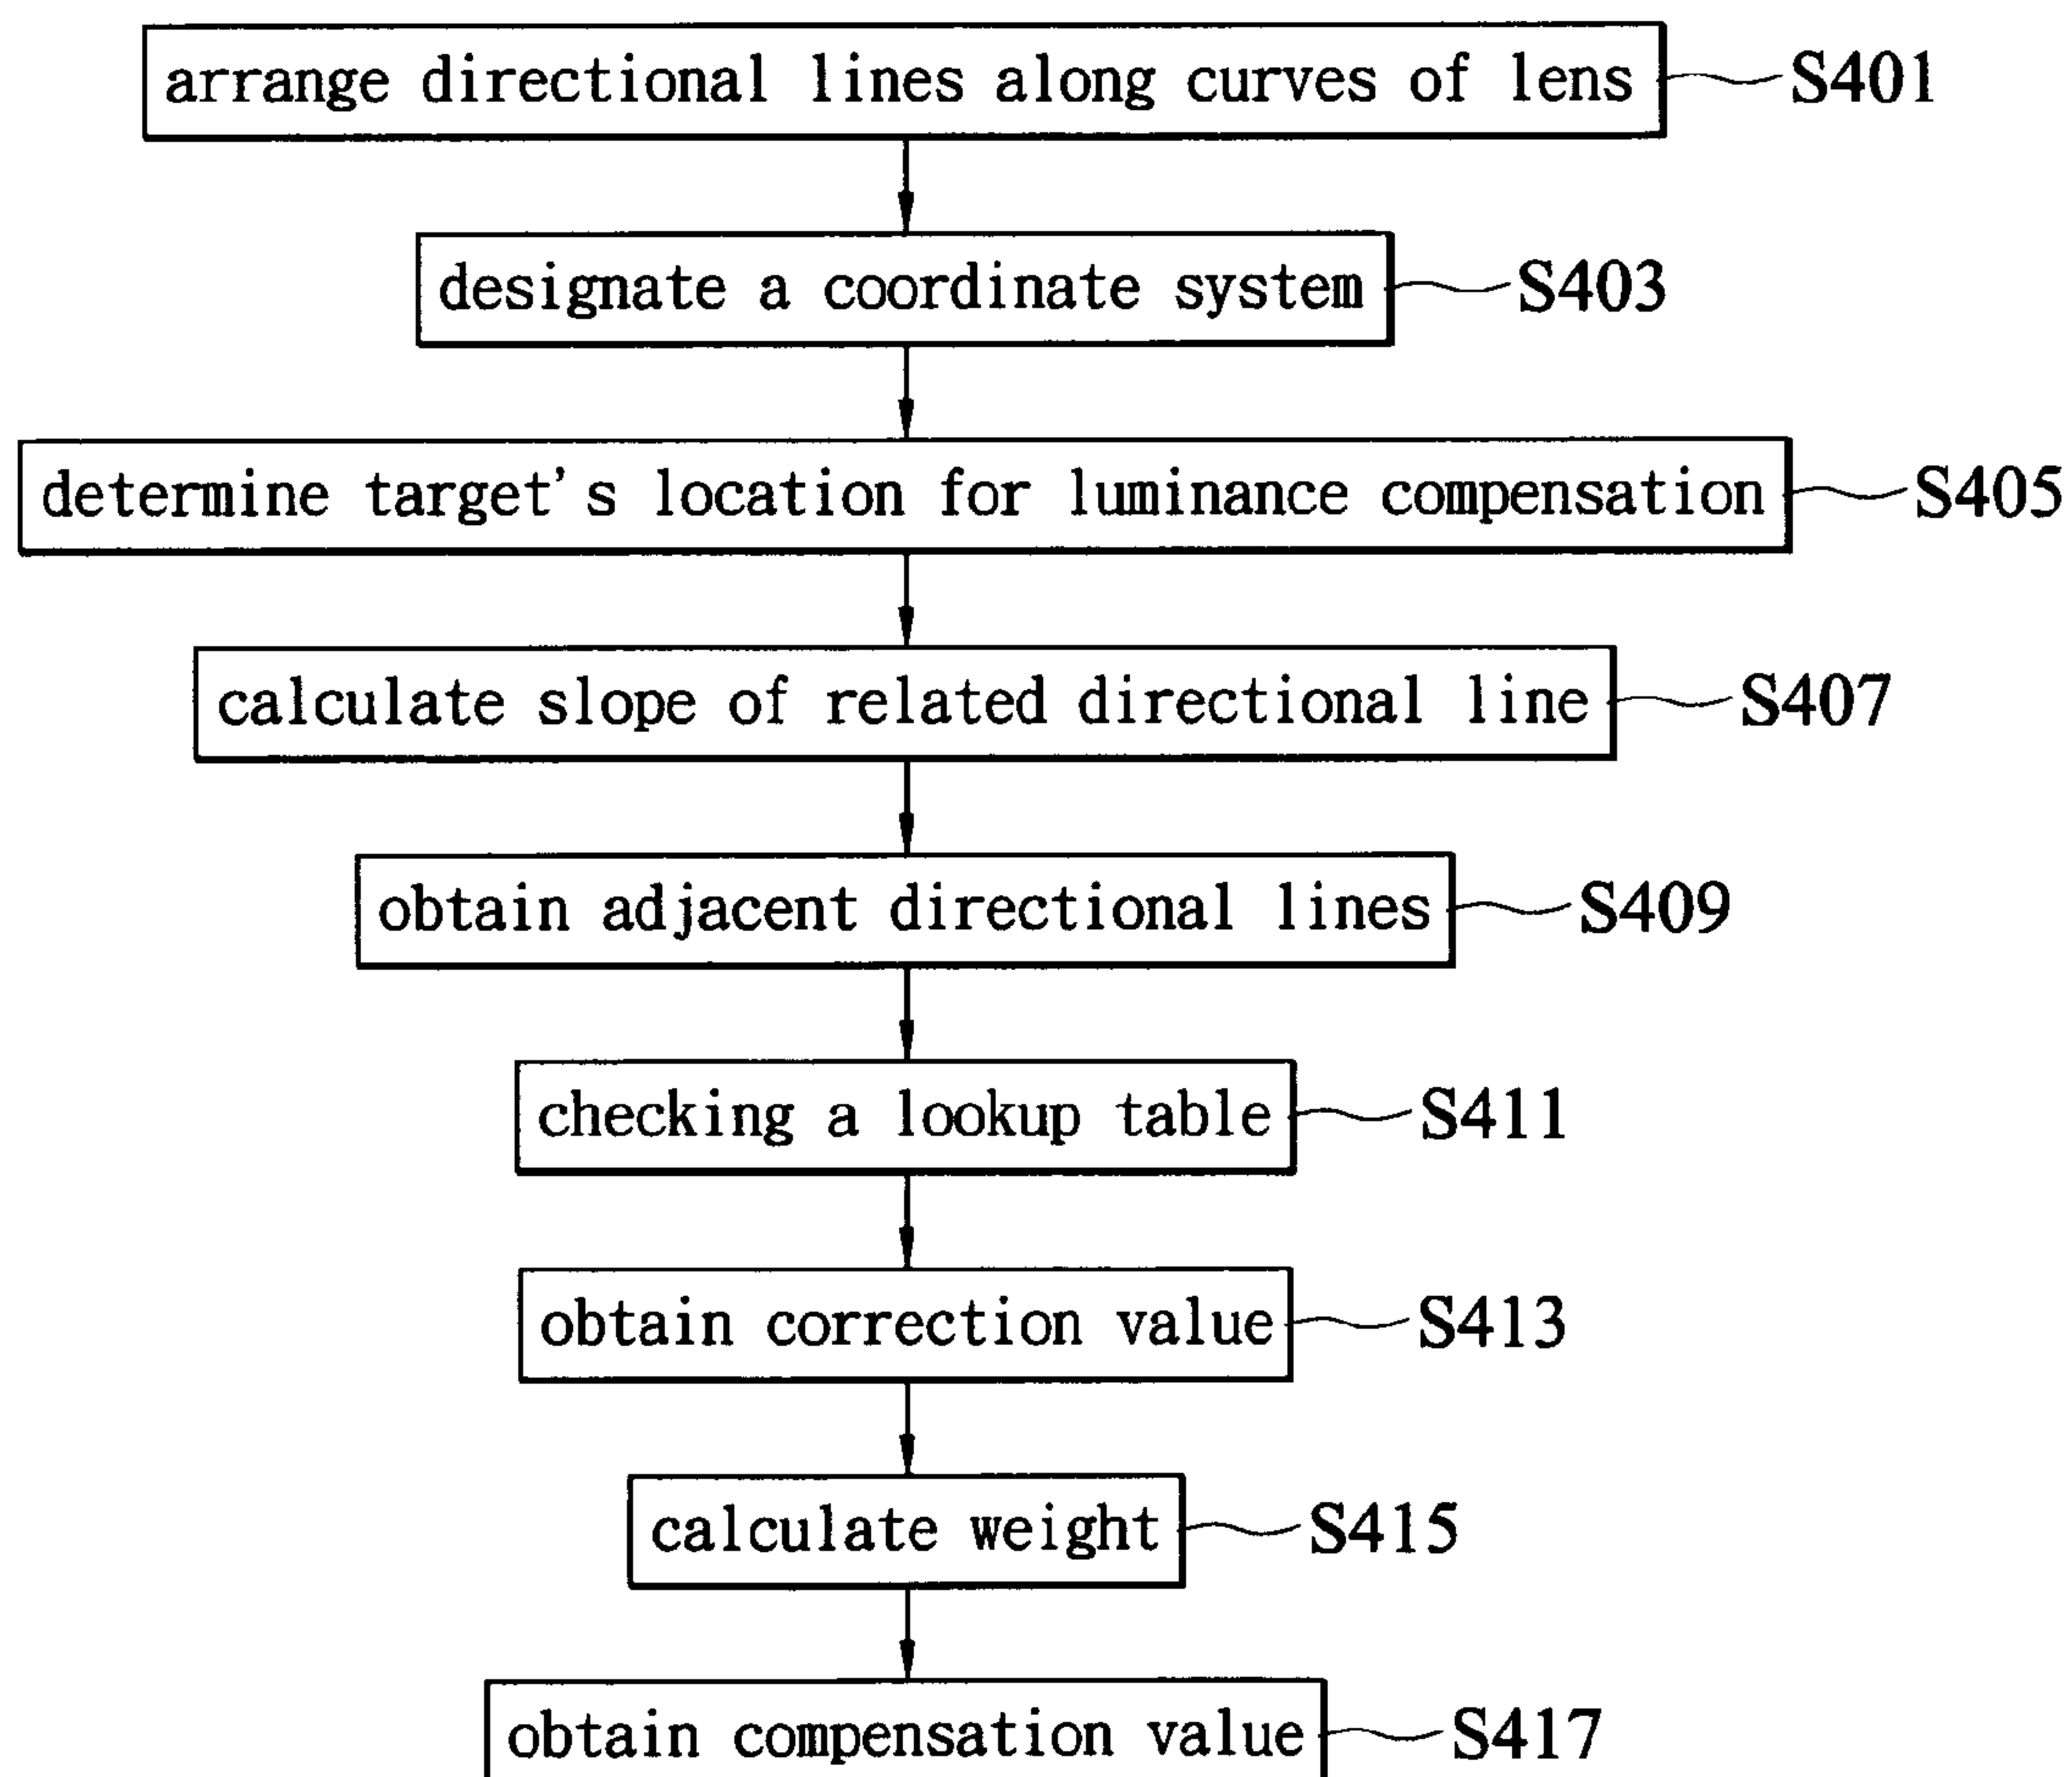 arrange directional lines along curves of lens S401
designate a coordinate system S403
determine target's location for luminance compensation S405
calculate slope of related directional line S407
obtain adjacent directional lines S409
checking a lookup table S411
obtain correction value S413
calculate weight S415
obtain compensation value S417